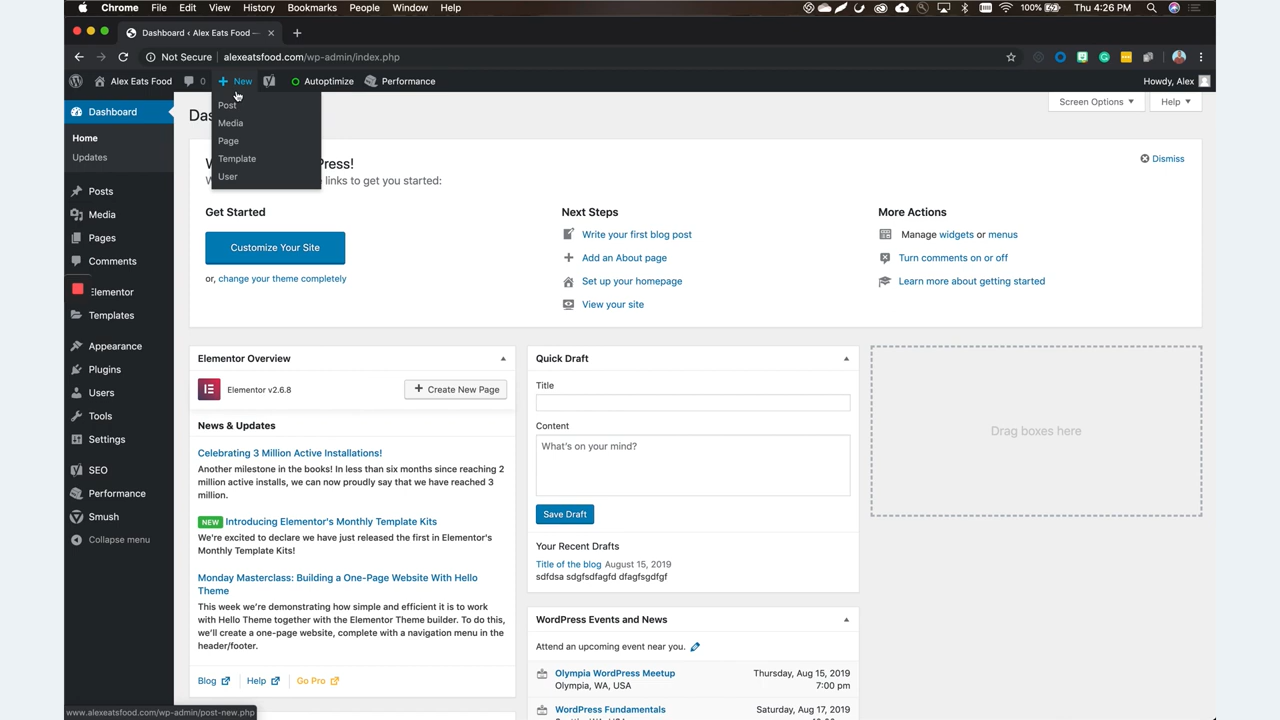 Chrome File Edit View History Bookmarks People Window Help 100% Thu 4:26 PM
Dashboard ‹ Alex Eats Food —
Not Secure alexeatsfood.com/wp-admin/index.php
Alex Eats Food 0 New Autoptimize Performance Howdy, Alex
Post
Media
Page
Template
User
Screen Options Help
Dashboard
Home
Updates
Posts
Media
Pages
Comments
Elementor
Templates
Appearance
Plugins
Users
Tools
Settings
SEO
Performance
Smush
Collapse menu
Das
W ress!
W links to get you started:
Dismiss
Get Started
Customize Your Site
or, change your theme completely
Next Steps
Write your first blog post
Add an About page
Set up your homepage
View your site
More Actions
Manage widgets or menus
Turn comments on or off
Learn more about getting started
Elementor Overview
Elementor v2.6.8
Create New Page
News & Updates
Celebrating 3 Million Active Installations!
Another milestone in the books! In less than six months since reaching 2
million active installs, we can now proudly say that we have reached 3
million.
NEW Introducing Elementor's Monthly Template Kits
We're excited to declare we have just released the first in Elementor's
Monthly Template Kits!
Monday Masterclass: Building a One-Page Website With Hello
Theme
This week we're demonstrating how simple and efficient it is to work
with Hello Theme together with the Elementor Theme builder. To do this,
we'll create a one-page website, complete with a navigation menu in the
header/footer.
Blog Help Go Pro
Quick Draft
Title
Content
What's on your mind?
Save Draft
Your Recent Drafts
Title of the blog August 15, 2019
sdfdsa sdgfsdfagfd dfagfsgdfgf
WordPress Events and News
Attend an upcoming event near you.
Olympia WordPress Meetup Thursday, Aug 15, 2019
Olympia, WA, USA 7:00 pm
WordPress Fundamentals Saturday, Aug 17, 2019
Drag boxes here
www.alexeatsfood.com/wp-admin/post-new.php